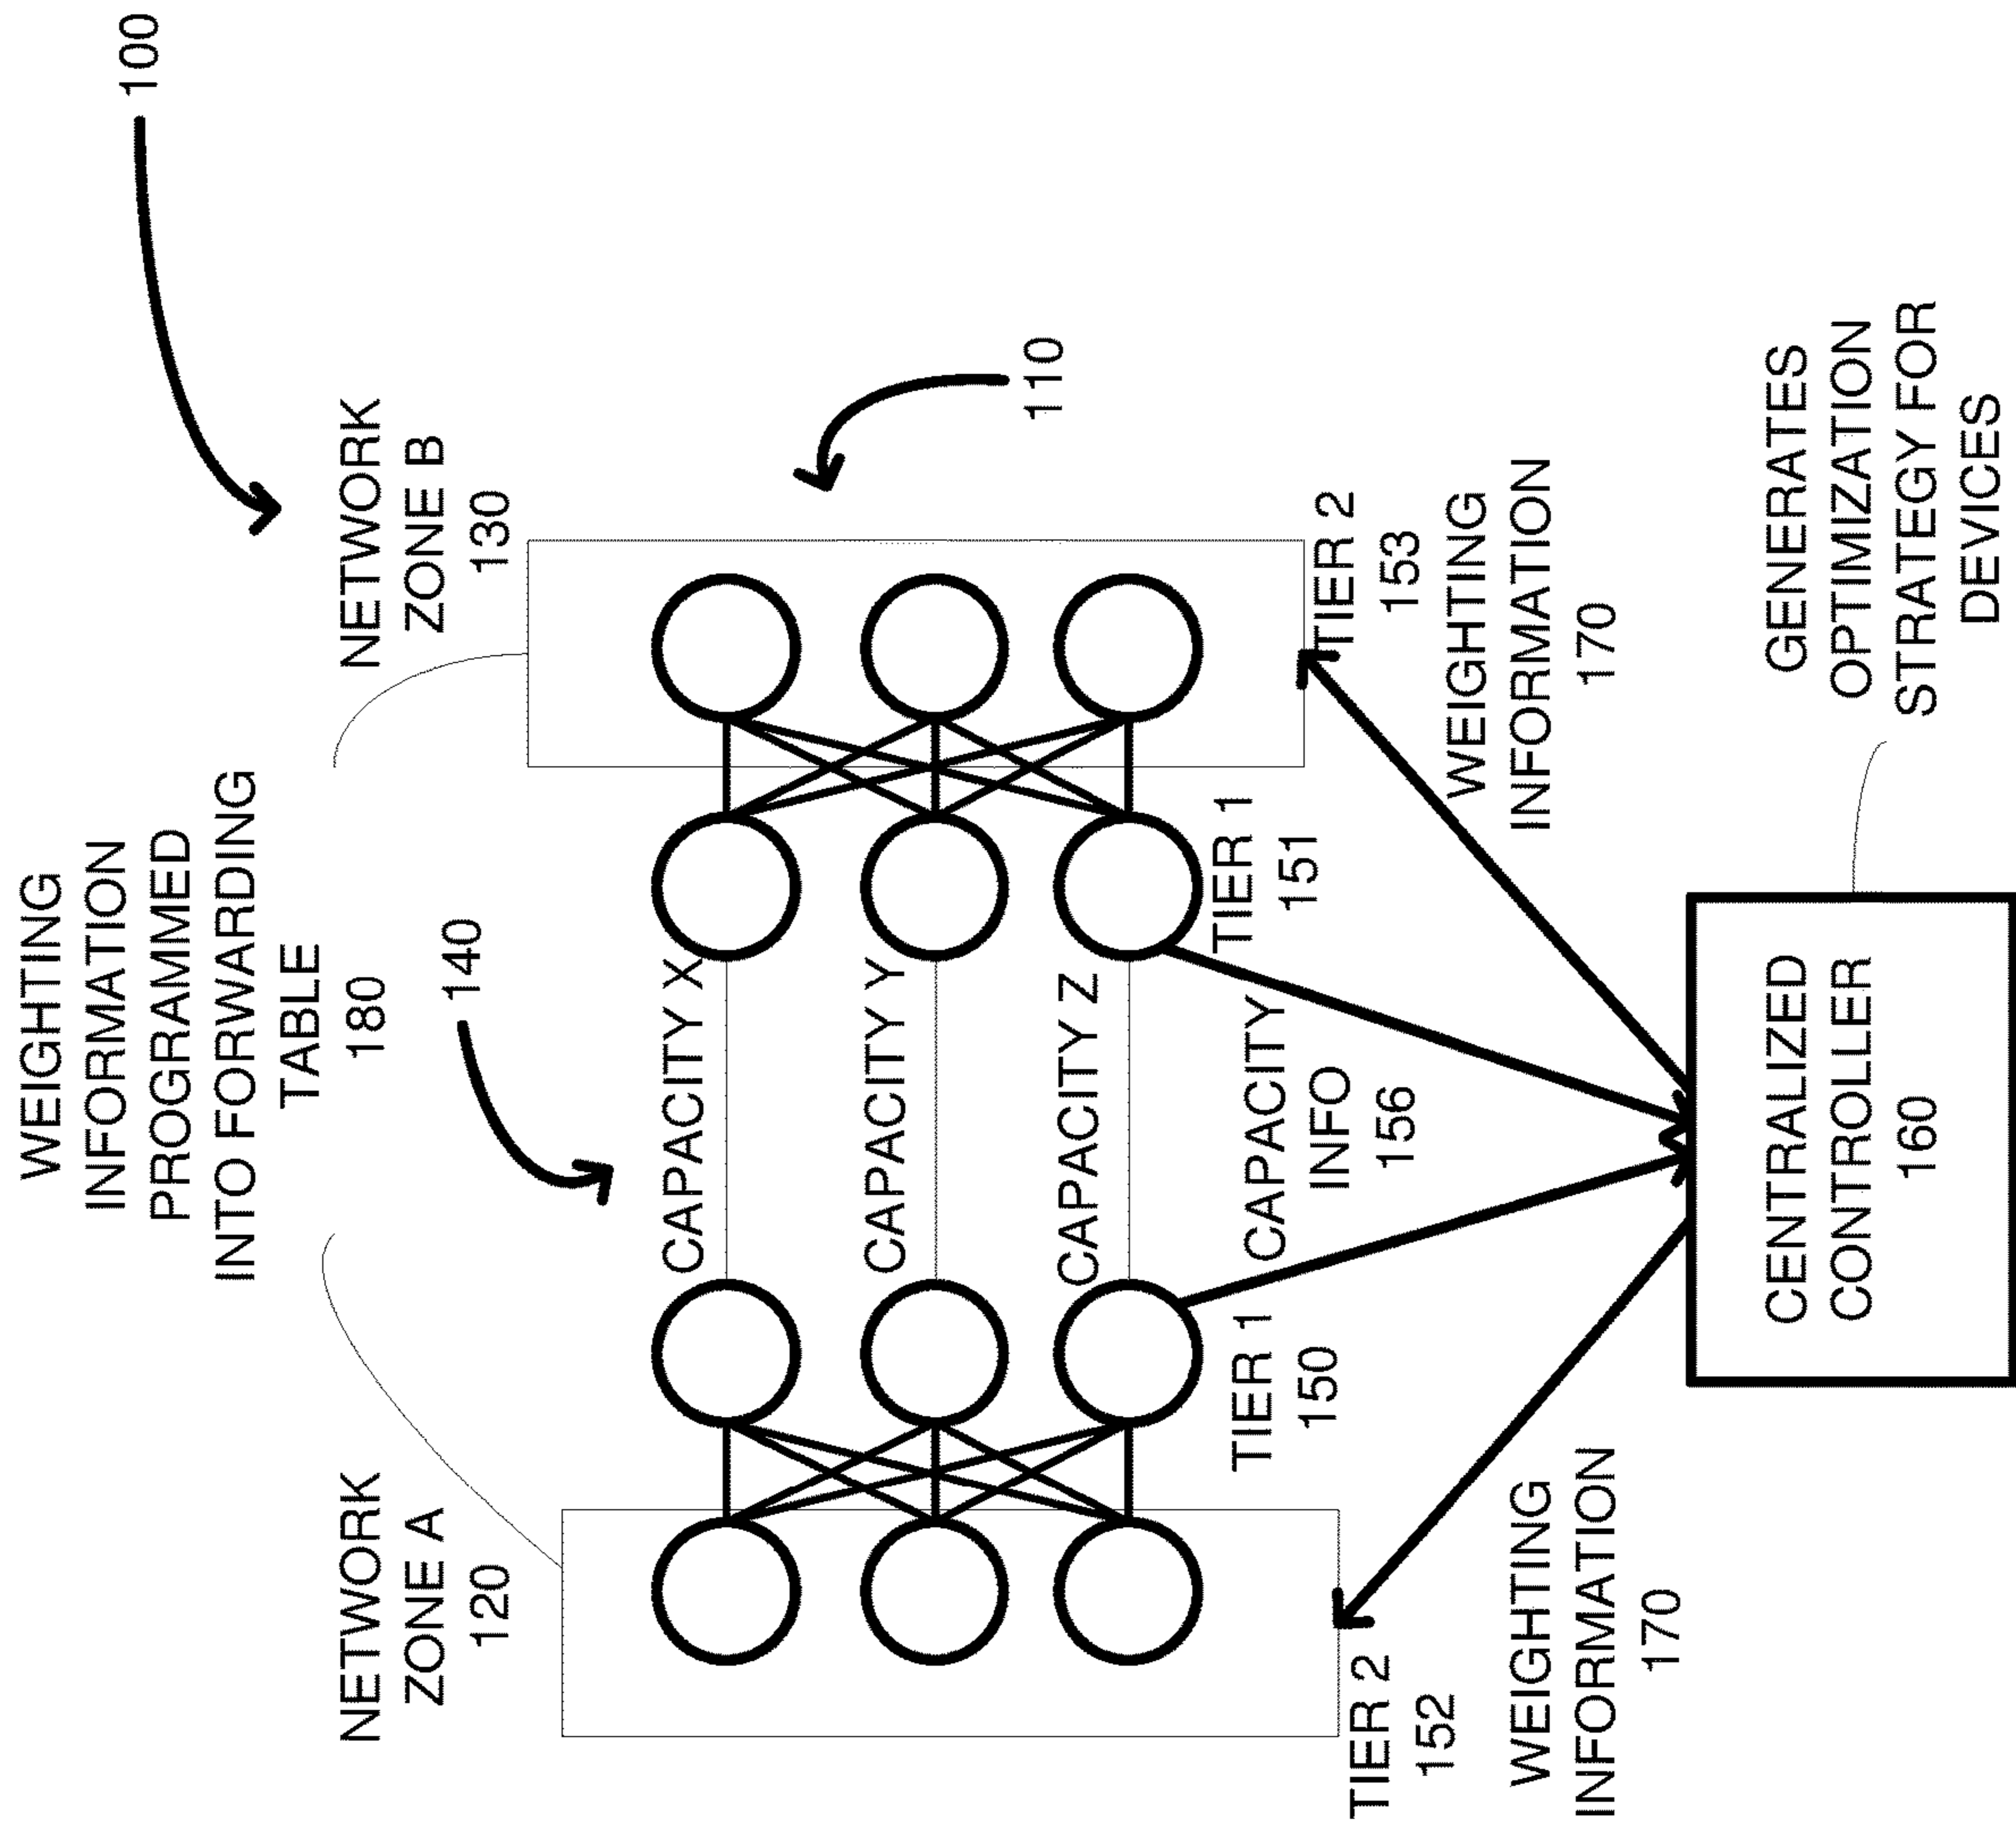 100
WEIGHTING
INFORMATION
PROGRAMMED
INTO FORWARDING
TABLE
180
NETWORK
ZONE A
120
NETWORK
ZONE B
130
140
110
CAPACITY X
CAPACITY Y
CAPACITY Z
TIER 2
152
TIER 1
150
CAPACITY
INFO
156
TIER 1
151
TIER 2
153
WEIGHTING
INFORMATION
170
WEIGHTING
INFORMATION
170
CENTRALIZED
CONTROLLER
160
GENERATES
OPTIMIZATION
STRATEGY FOR
DEVICES